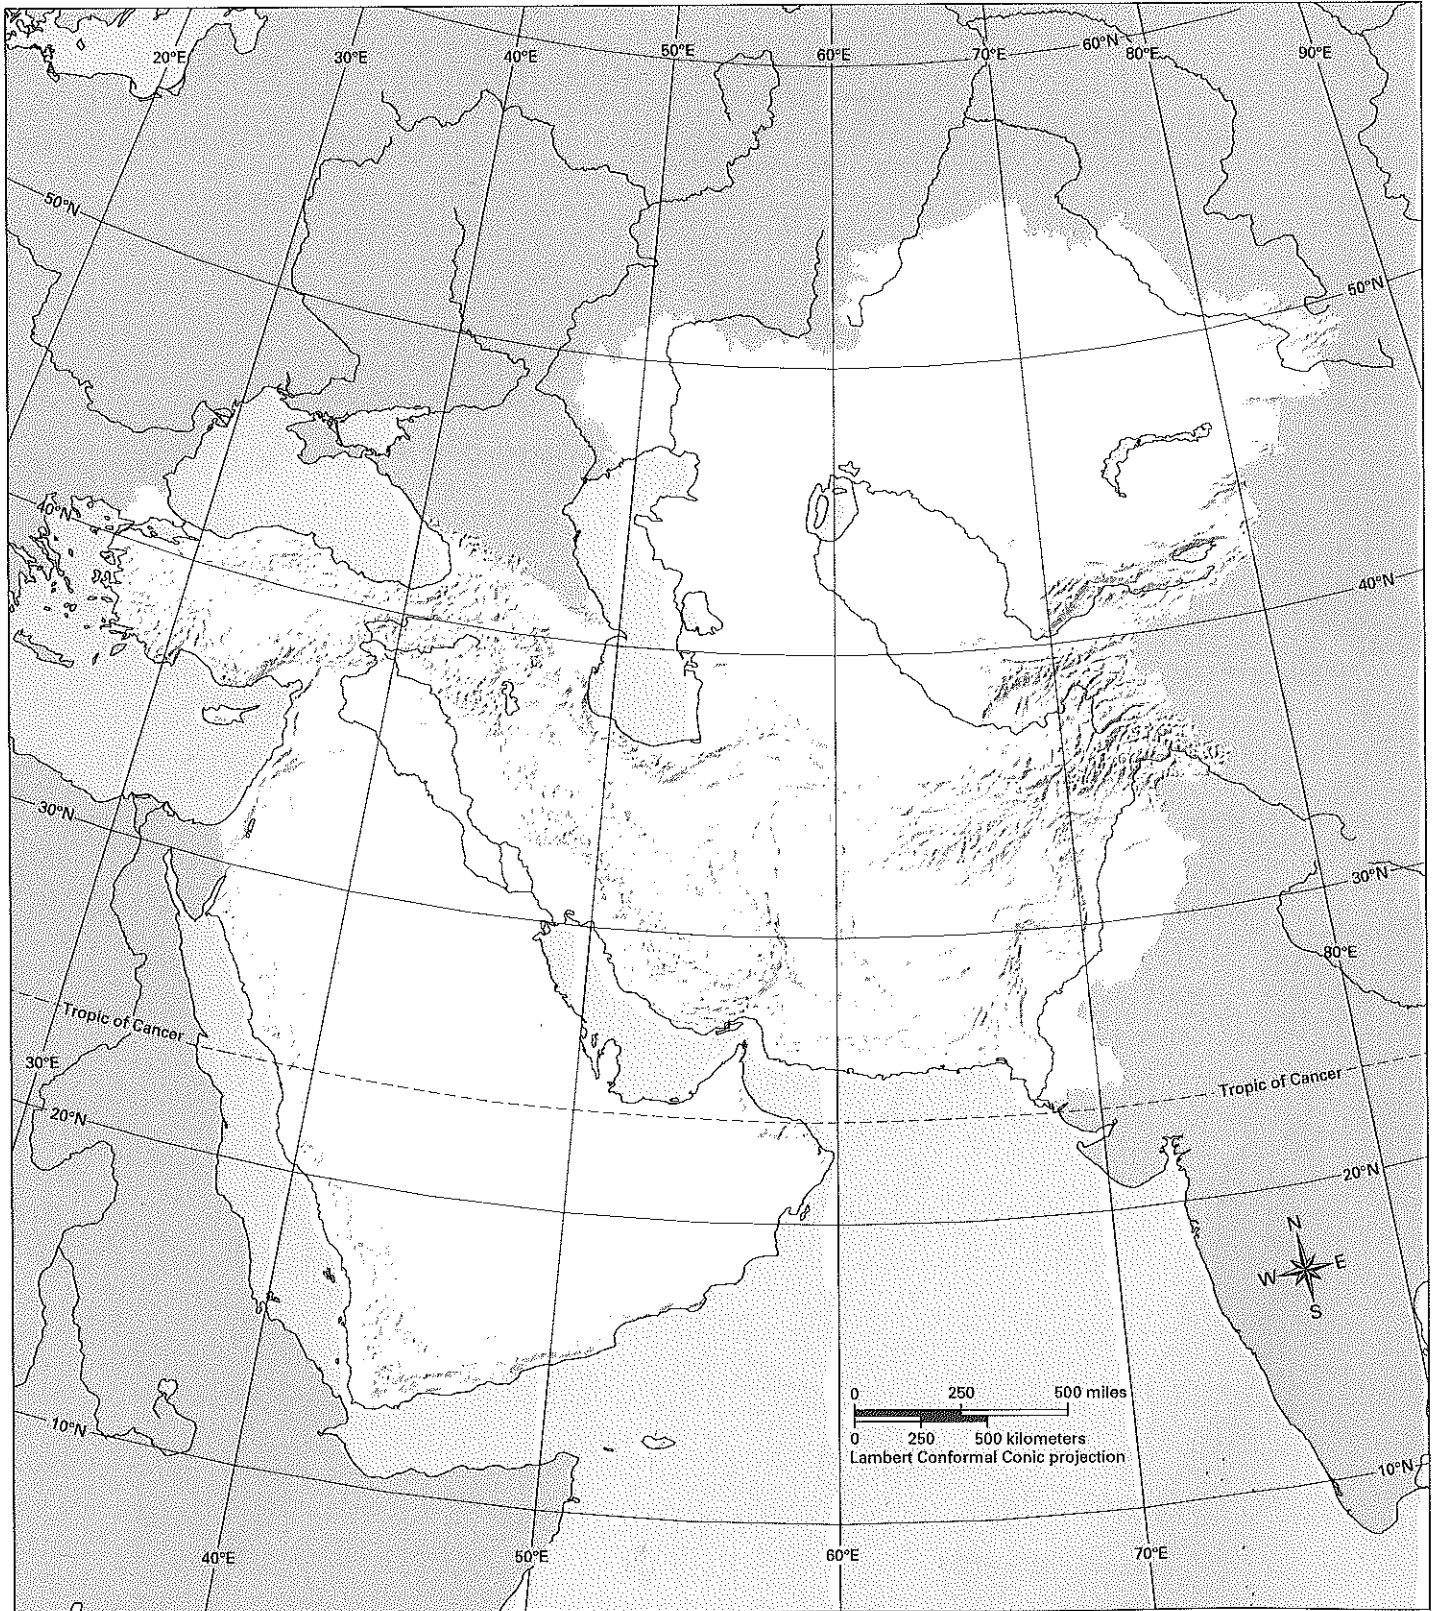 20°E
30°E
40°E
50°E
60°E
70°E
60°N
80°E
90°E
50°N
50°N
40°N
40°N
30°N
30°N
80°E
Tropic of Cancer
30°E
Tropic of Cancer
20°N
20°N
N
W E
S
0 250 500 miles
0 250 500 kilometers
Lambert Conformal Conic projection
10°N
10°N
40°E
50°E
60°E
70°E